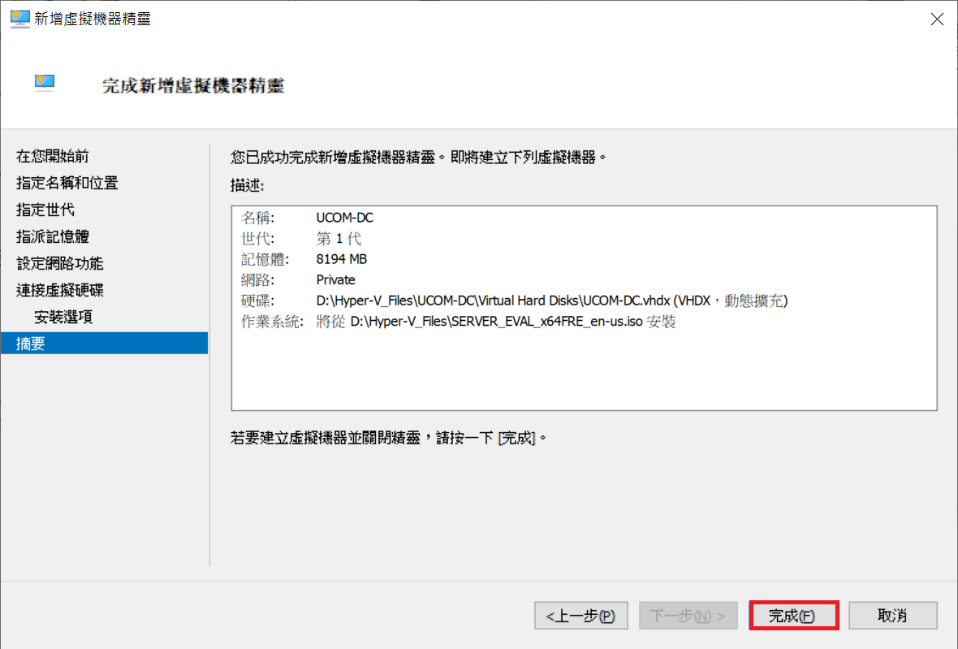 新增虛擬機器精靈
完成新增虛擬機器精靈
在您開始前
指定名稱和位置
指定世代
指派記憶體
設定網路功能
連接虛擬硬碟
安裝選項
摘要
您已成功完成新增虛擬機器精靈。即將建立下列虛擬機器。
描述:
名稱: UCOM-DC
世代: 第 1 代
記憶體: 8194 MB
網路: Private
硬碟: D:\Hyper-V_Files\UCOM-DC\Virtual Hard Disks\UCOM-DC.vhdx (VHDX，動態擴充)
作業系統: 將從 D:\Hyper-V_Files\SERVER_EVAL_x64FRE_en-us.iso 安裝
若要建立虛擬機器並關閉精靈，請按一下 [完成]。
<上一步(P) 下一步(N) > 完成(F) 取消